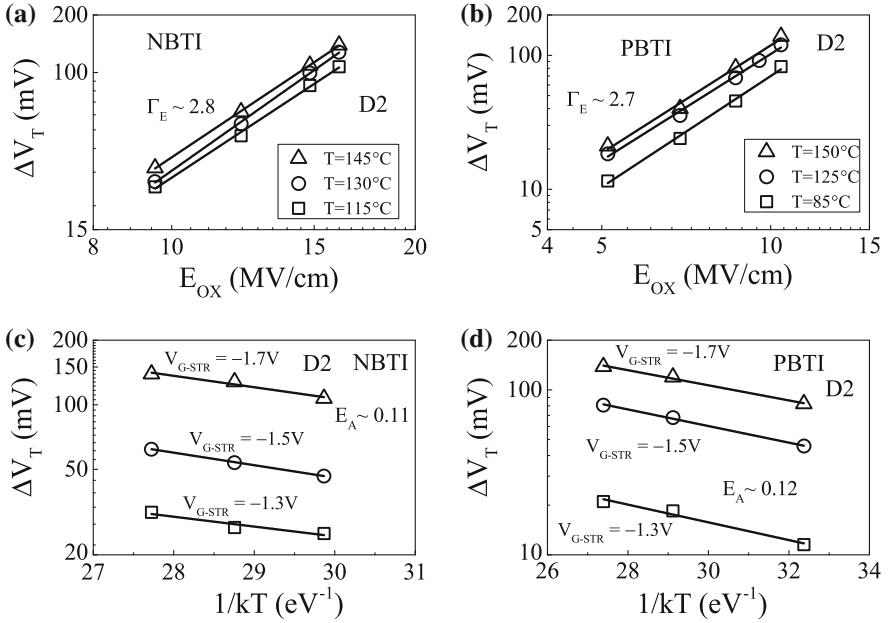 (a)
200
100
15
ΔV_T (mV)
NBTI
Γ_E ~ 2.8
D2
T=145°C
T=130°C
T=115°C
8
10
15
20
E_OX (MV/cm)
(b)
200
100
10
5
ΔV_T (mV)
PBTI
D2
Γ_E ~ 2.7
T=150°C
T=125°C
T=85°C
4
5
10
15
E_OX (MV/cm)
(c)
200
150
100
50
20
ΔV_T (mV)
V_G-STR = −1.7V
D2 NBTI
E_A ~ 0.11
V_G-STR = −1.5V
V_G-STR = −1.3V
27
28
29
30
31
1/kT (eV⁻¹)
(d)
200
100
10
ΔV_T (mV)
V_G-STR = −1.7V
PBTI
D2
V_G-STR = −1.5V
E_A ~ 0.12
V_G-STR = −1.3V
26
28
30
32
34
1/kT (eV⁻¹)